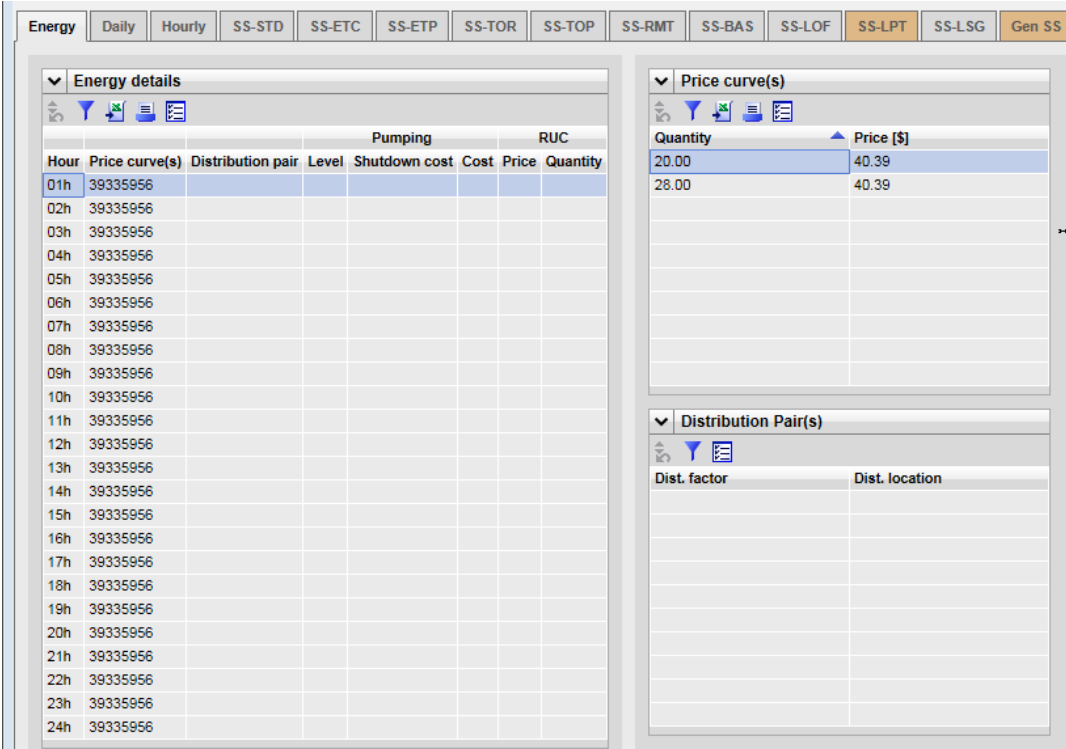 Energy Daily Hourly SS-STD SS-ETC SS-ETP SS-TOR SS-TOP SS-RMT SS-BAS SS-LOF SS-LPT SS-LSG Gen SS
Energy details
Pumping RUC
Hour Price curve(s) Distribution pair Level Shutdown cost Cost Price Quantity
01h 39335956
02h 39335956
03h 39335956
04h 39335956
05h 39335956
06h 39335956
07h 39335956
08h 39335956
09h 39335956
10h 39335956
11h 39335956
12h 39335956
13h 39335956
14h 39335956
15h 39335956
16h 39335956
17h 39335956
18h 39335956
19h 39335956
20h 39335956
21h 39335956
22h 39335956
23h 39335956
24h 39335956
Price curve(s)
Quantity Price [$]
20.00 40.39
28.00 40.39
Distribution Pair(s)
Dist. factor Dist. location